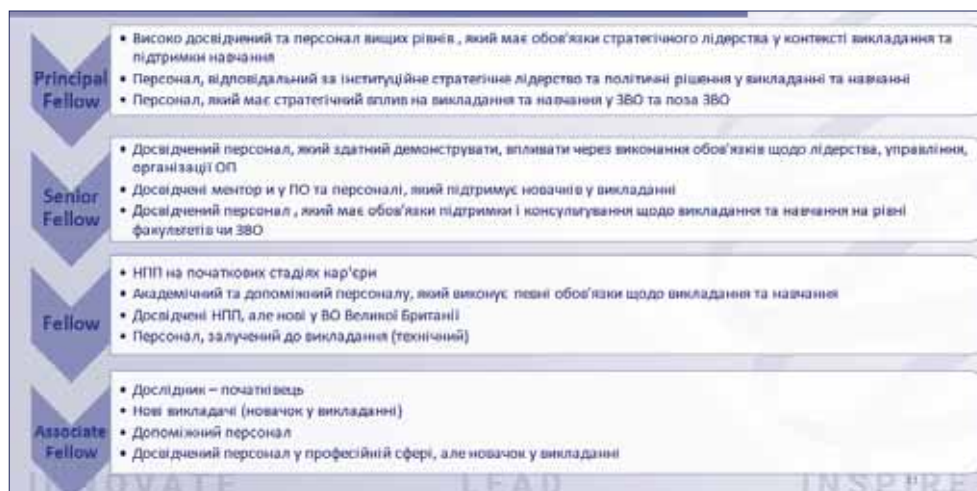 Principal
Fellow
• Високо досвідчений та персонал вищих рівнів , який має обов'язки стратегічного лідерства у контексті викладання та
підтримки навчання
• Персонал, відповідальний за інституційне стратегічне лідерство та політичні рішення у викладанні та навчанні
• Персонал, який має стратегічний вплив на викладання та навчання у ЗВО та поза ЗВО
Senior
Fellow
• Досвідчений персонал, який здатний демонструвати, впливати через виконання обов'язків щодо лідерства, управління,
організації ОП
• Досвідчені ментор и у ПО та персоналі, який підтримує новачків у викладанні
• Досвідчений персонал , який має обов'язки підтримки і консультування щодо викладання та навчання на рівні
факультетів чи ЗВО
Fellow
• НПП на початкових стадіях кар'єри
• Академічний та допоміжний персоналу, який виконує певні обов'язки щодо викладання та навчання
• Досвідчені НПП, але нові у ВО Великої Британії
• Персонал, залучений до викладання (технічний)
Associate
Fellow
• Дослідник – початківець
• Нові викладачі (новачок у викладанні)
• Допоміжний персонал
• Досвідчений персонал у професійній сфері, але новачок у викладанні
INNOVATE LEAD INSPIRE